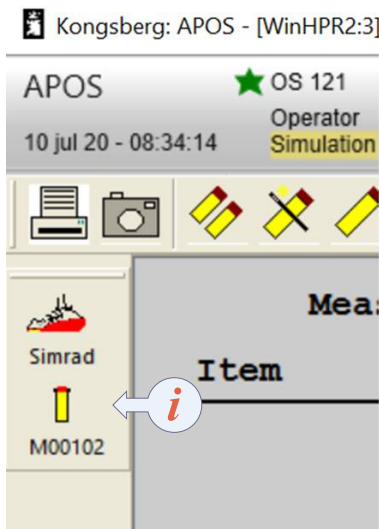 Kongsberg: APOS - [WinHPR2:3]
APOS
OS 121
Operator
10 jul 20 - 08:34:14
Simulation
Simrad
Item
i
M00102